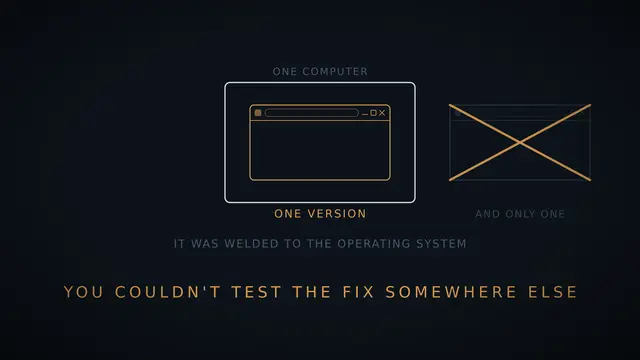 ONE COMPUTER
ONE VERSION
AND ONLY ONE
IT WAS WELDED TO THE OPERATING SYSTEM
YOU COULDN'T TEST THE FIX SOMEWHERE ELSE